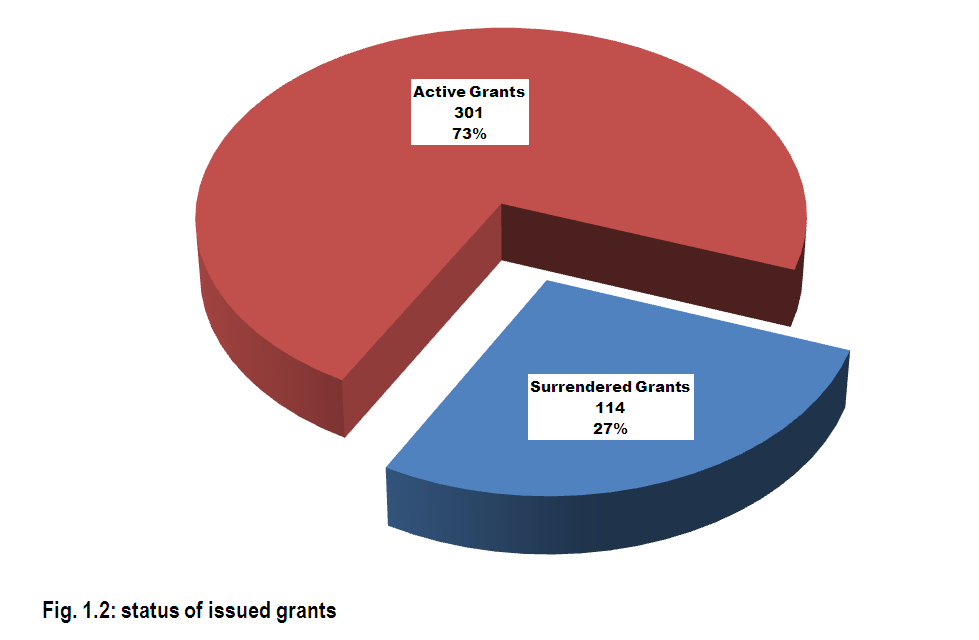 Active Grants
301
73%
Surrendered Grants
114
27%
Fig. 1.2: status of issued grants